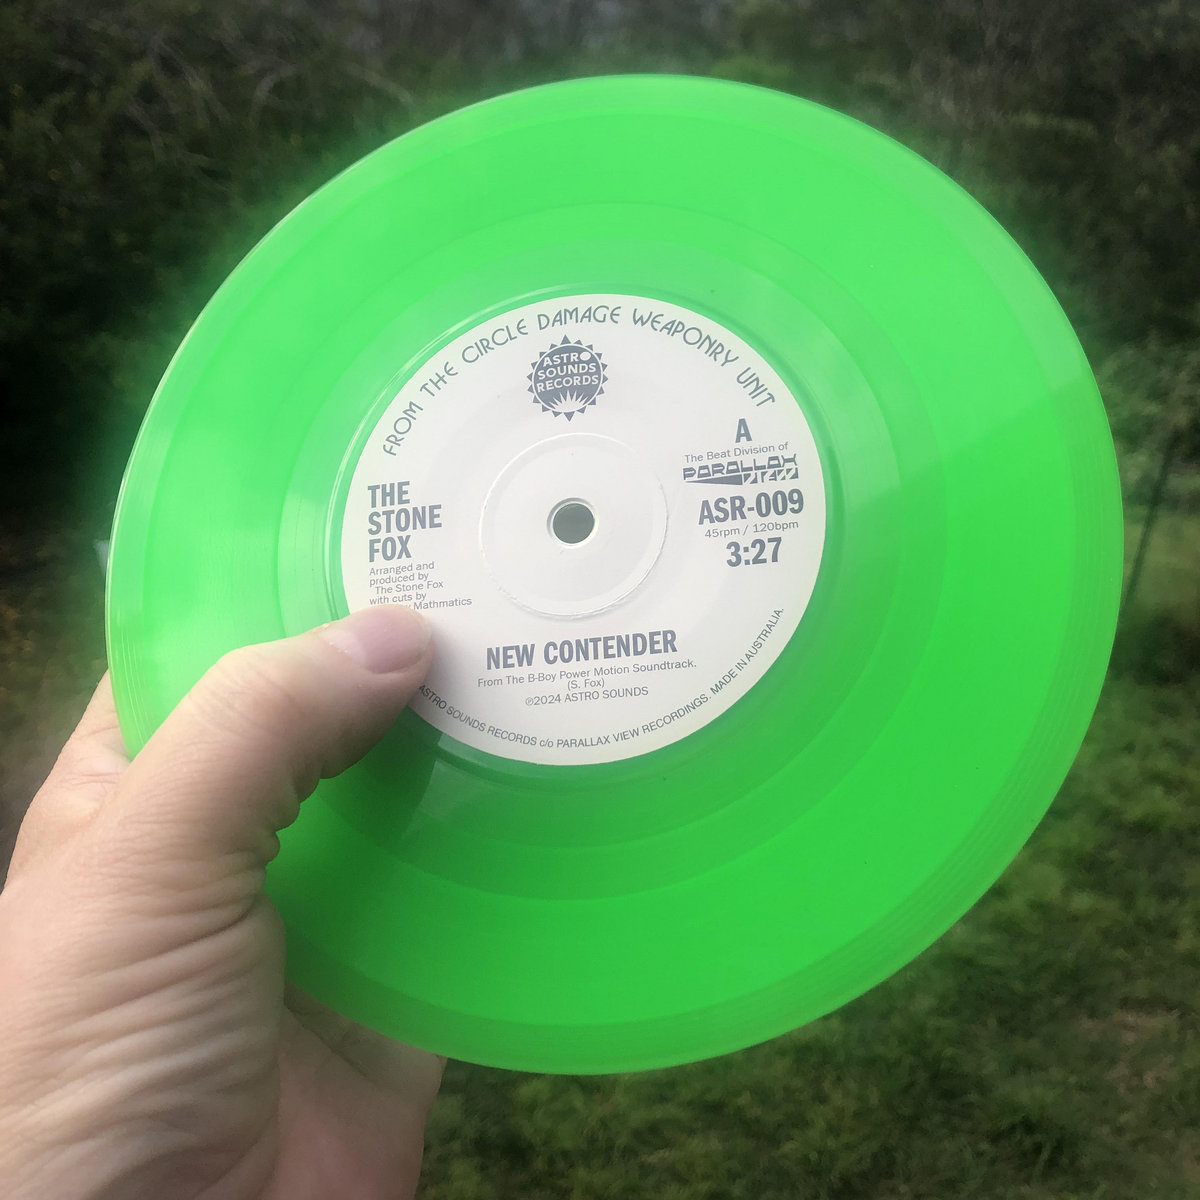 FROM THE CIRCLE DAMAGE WEAPONRY UNIT
ASTRO
SOUNDS
RECORDS
A
The Beat Division of
PARALLAX
VIEW
ASR-009
45rpm / 120bpm
3:27
THE
STONE
FOX
Arranged and
produced by
The Stone Fox
with cuts by
Mathmatics
NEW CONTENDER
From The B-Boy Power Motion Soundtrack.
(S. Fox)
℗2024 ASTRO SOUNDS
ASTRO SOUNDS RECORDS c/o PARALLAX VIEW RECORDINGS. MADE IN AUSTRALIA.